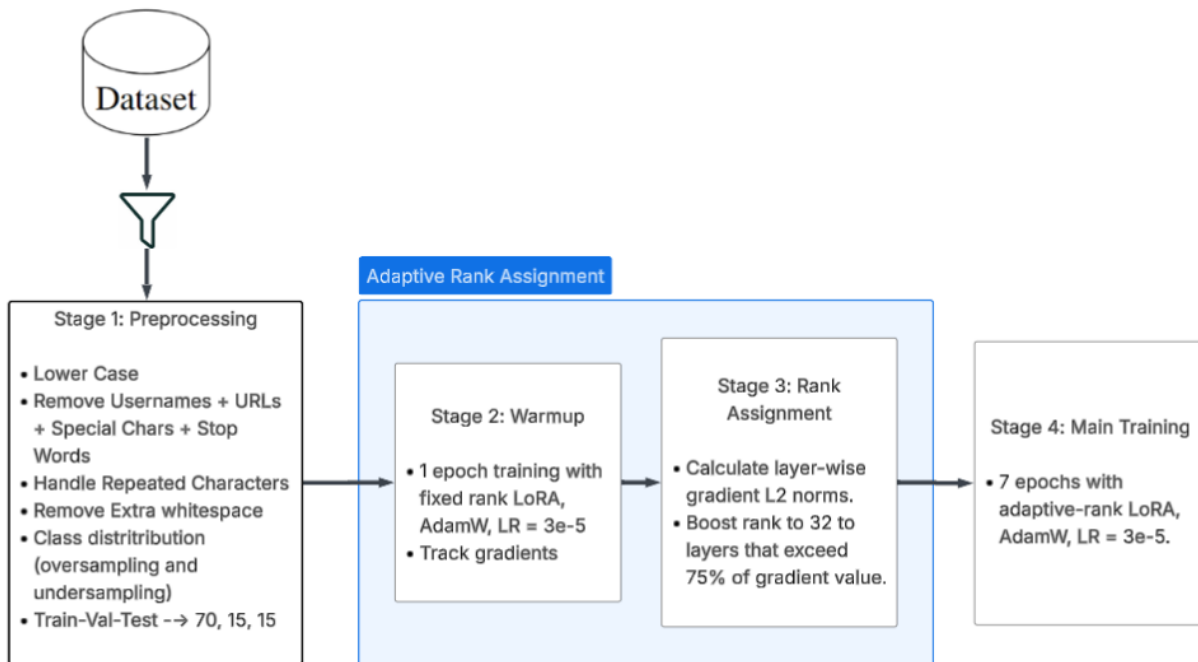 Dataset
Adaptive Rank Assignment
Stage 1: Preprocessing
• Lower Case
• Remove Usernames + URLs
+ Special Chars + Stop
Words
• Handle Repeated Characters
• Remove Extra whitespace
• Class distritribution
(oversampling and
undersampling)
• Train-Val-Test --> 70, 15, 15
Stage 2: Warmup
• 1 epoch training with
fixed rank LoRA,
AdamW, LR = 3e-5
• Track gradients
Stage 3: Rank
Assignment
• Calculate layer-wise
gradient L2 norms.
• Boost rank to 32 to
layers that exceed
75% of gradient value.
Stage 4: Main Training
• 7 epochs with
adaptive-rank LoRA,
AdamW, LR = 3e-5.